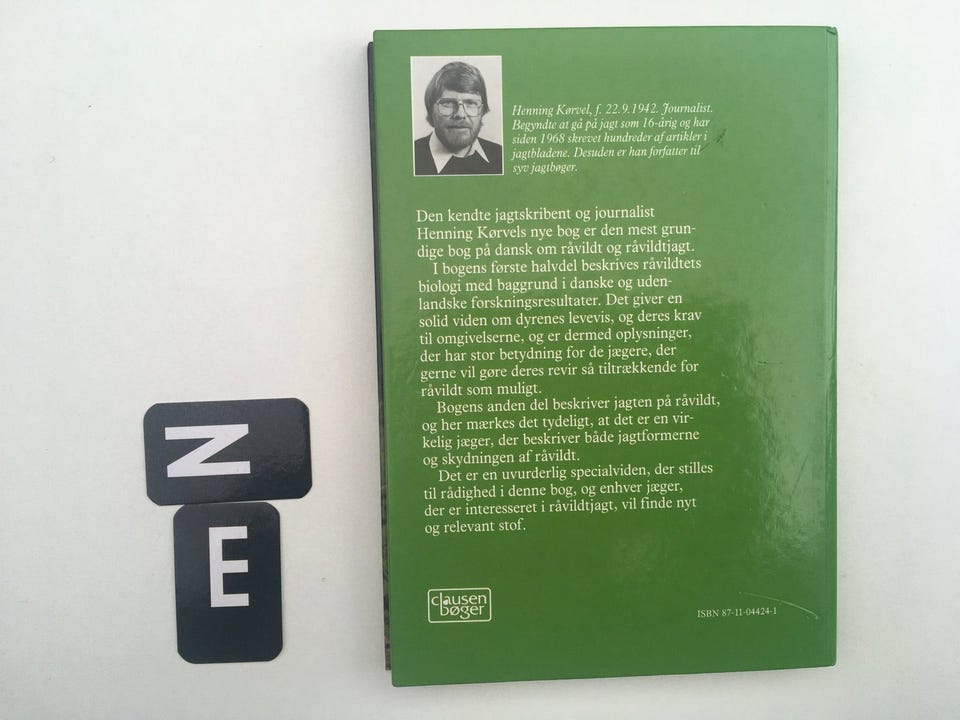 Henning Kørvel, f. 22.9.1942. Journalist.
Begyndte at gå på jagt som 16-årig og har
siden 1968 skrevet hundreder af artikler i
jagtbladene. Desuden er han forfatter til
syv jagtbøger.
Den kendte jagtskribent og journalist
Henning Kørvels nye bog er den mest grun-
dige bog på dansk om råvildt og råvildtjagt.
I bogens første halvdel beskrives råvildtets
biologi med baggrund i danske og uden-
landske forskningsresultater. Det giver en
solid viden om dyrenes levevis, og deres krav
til omgivelserne, og er dermed oplysninger,
der har stor betydning for de jægere, der
gerne vil gøre deres revir så tiltrækkende for
råvildt som muligt.
Bogens anden del beskriver jagten på råvildt,
og her mærkes det tydeligt, at det er en vir-
kelig jæger, der beskriver både jagtformerne
og skydningen af råvildt.
Det er en uvurderlig specialviden, der stilles
til rådighed i denne bog, og enhver jæger,
der er interesseret i råvildtjagt, vil finde nyt
og relevant stof.
clausen
bøger
ISBN 87-11-04424-1
N
E